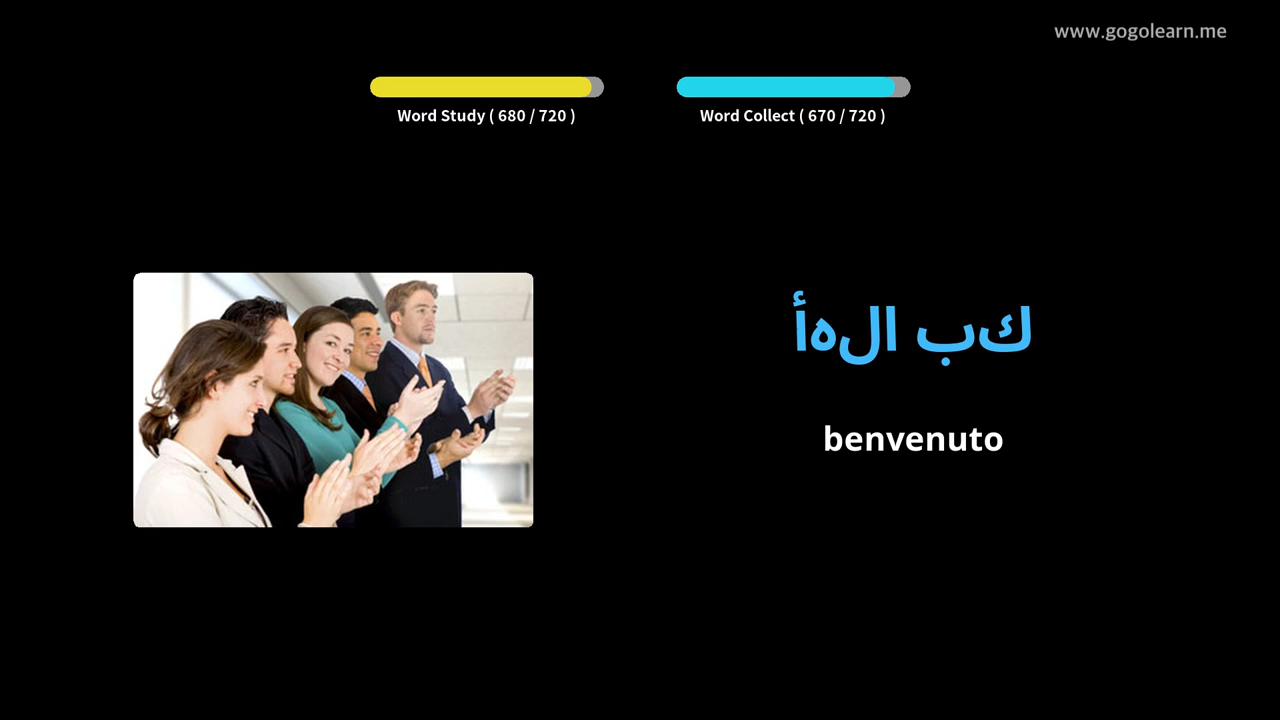 www.gogolearn.me
Word Study ( 680 / 720 )
Word Collect ( 670 / 720 )
كب الهأ
benvenuto